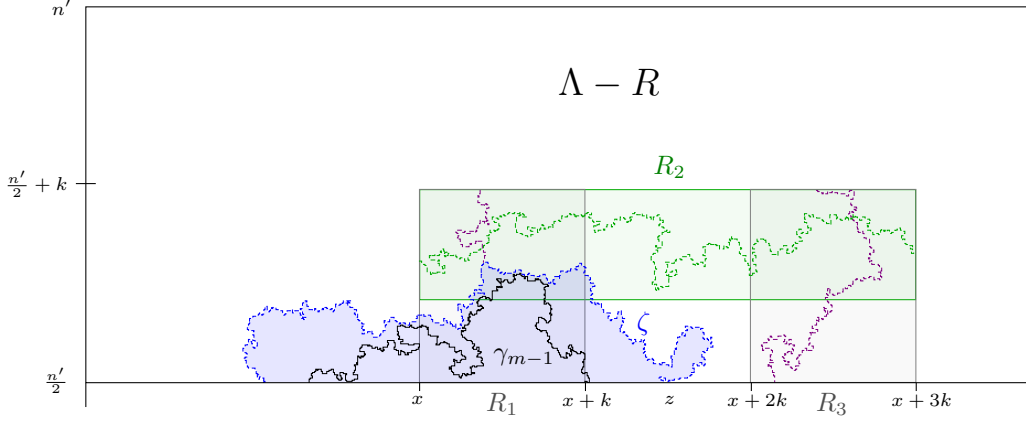 n′
Λ − R
R₂
n′/2 + k
ζ
γₘ₋₁
n′/2
x x + k z x + 2k x + 3k
R₁ R₃